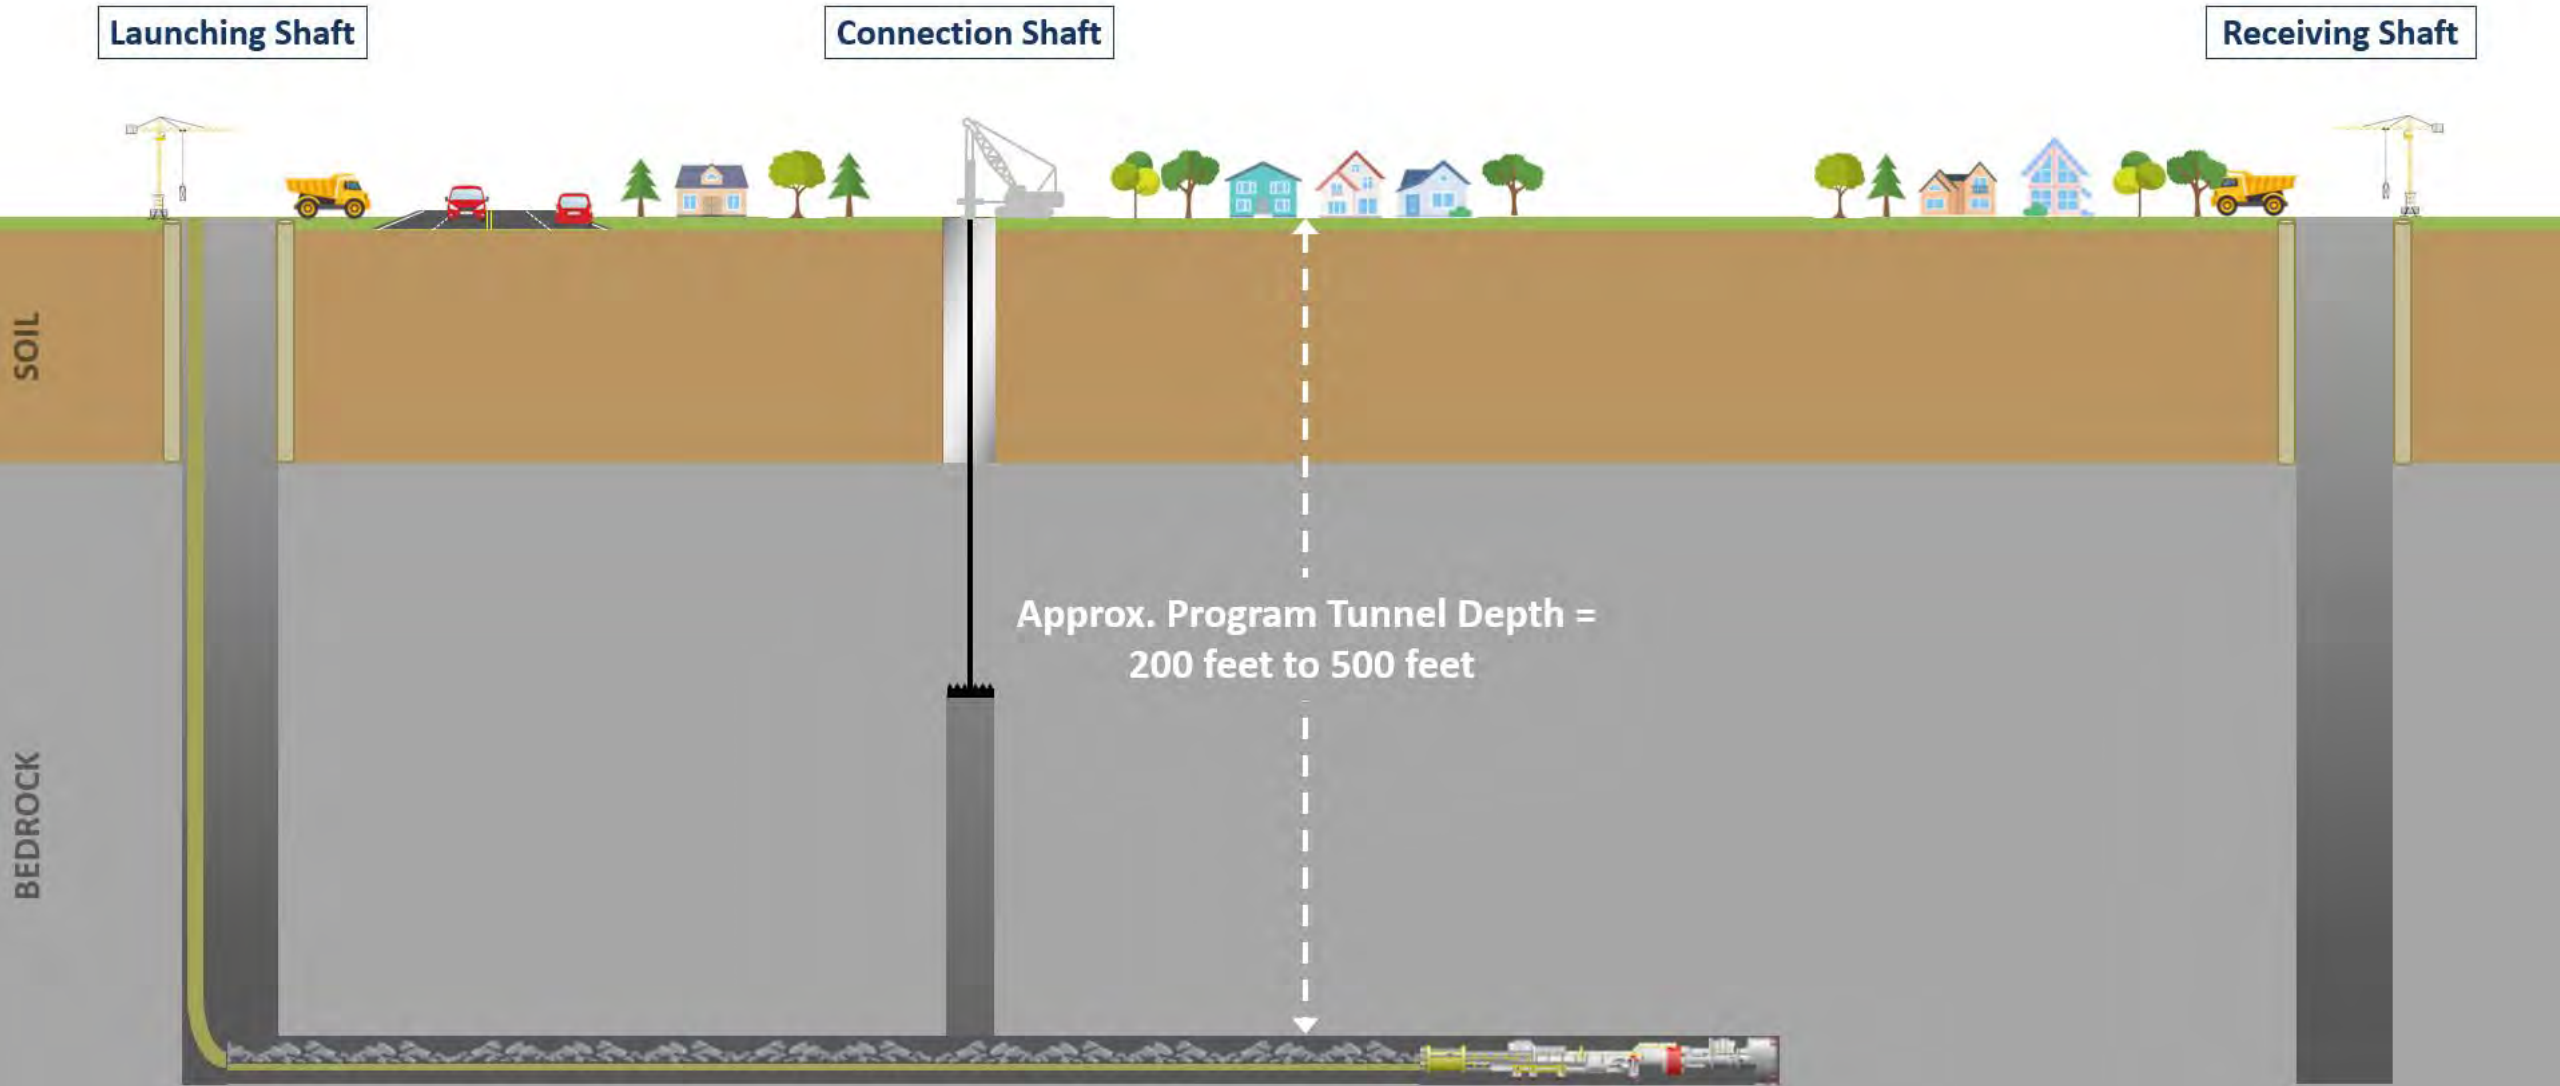 Launching Shaft
Connection Shaft
Receiving Shaft
SOIL
Approx. Program Tunnel Depth =
200 feet to 500 feet
BEDROCK